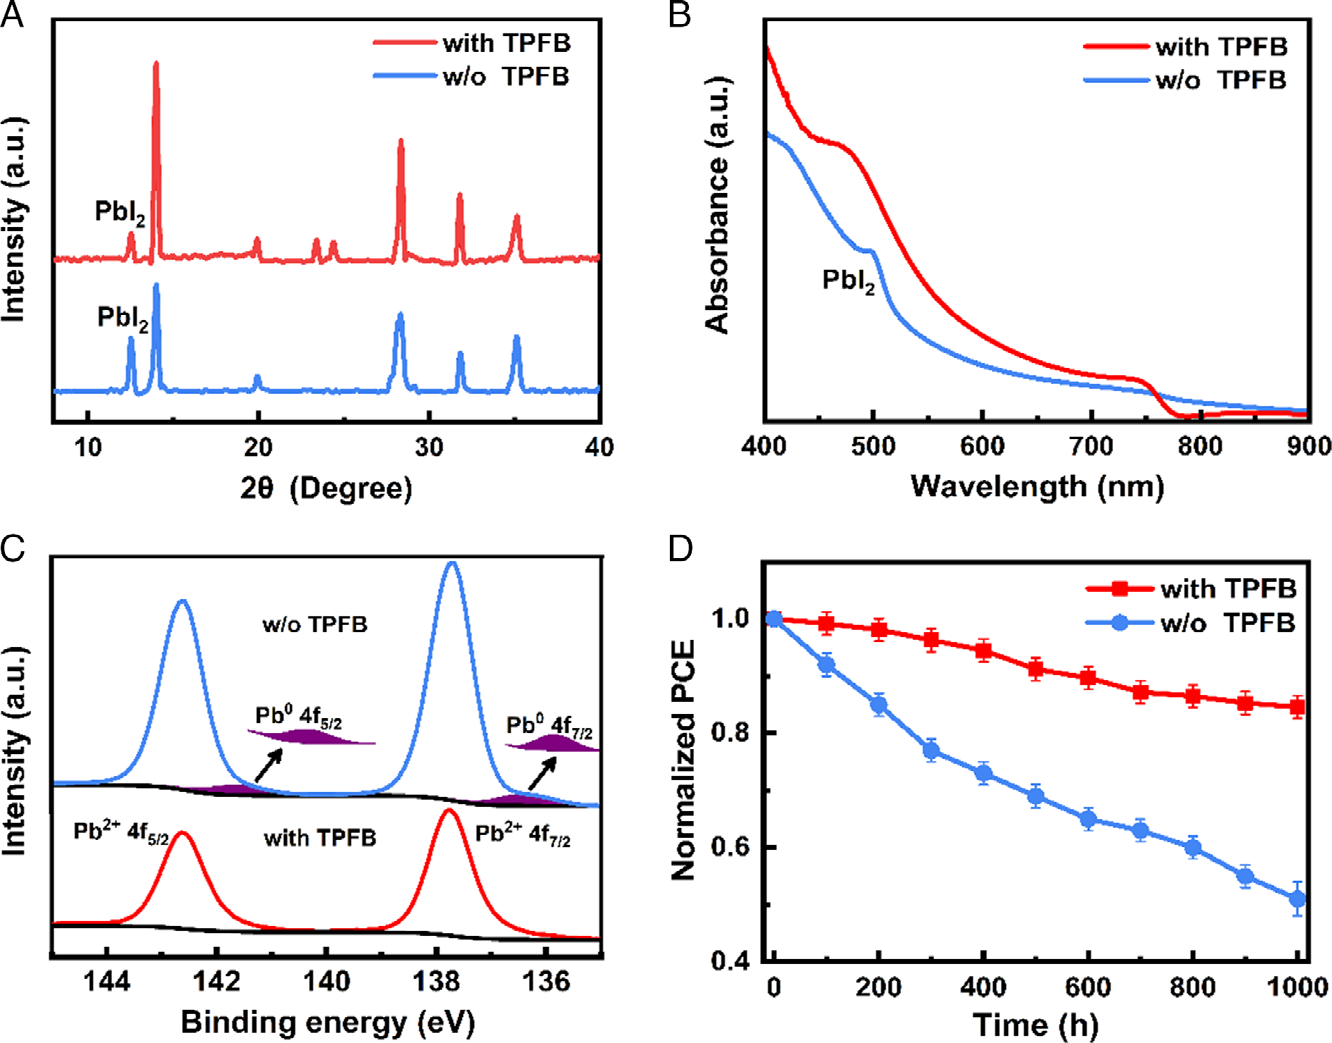 A
with TPFB
w/o TPFB
PbI2
PbI2
Intensity (a.u.)
10 20 30 40
2θ (Degree)
B
with TPFB
w/o TPFB
PbI2
Absorbance (a.u.)
400 500 600 700 800 900
Wavelength (nm)
C
w/o TPFB
Pb0 4f5/2
Pb0 4f7/2
Pb2+ 4f5/2
with TPFB
Pb2+ 4f7/2
Intensity (a.u.)
144 142 140 138 136
Binding energy (eV)
D
with TPFB
w/o TPFB
1.0
0.8
0.6
0.4
Normalized PCE
0 200 400 600 800 1000
Time (h)